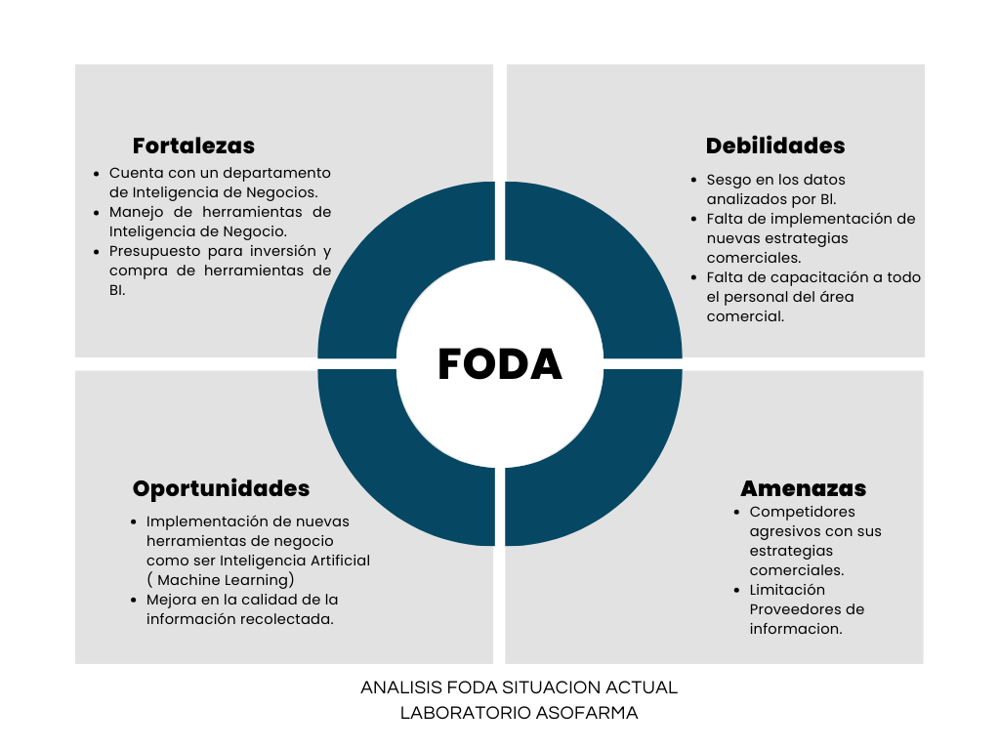 Fortalezas
Cuenta con un departamento
de Inteligencia de Negocios.
Manejo de herramientas de
Inteligencia de Negocio.
Presupuesto para inversión y
compra de herramientas de
BI.
Debilidades
Sesgo en los datos
analizados por BI.
Falta de implementación de
nuevas estrategias
comerciales.
Falta de capacitación a todo
el personal del área
comercial.
FODA
Oportunidades
Implementación de nuevas
herramientas de negocio
como ser Inteligencia Artificial
( Machine Learning)
Mejora en la calidad de la
información recolectada.
Amenazas
Competidores
agresivos con sus
estrategias
comerciales.
Limitación
Proveedores de
informacion.
ANALISIS FODA SITUACION ACTUAL
LABORATORIO ASOFARMA